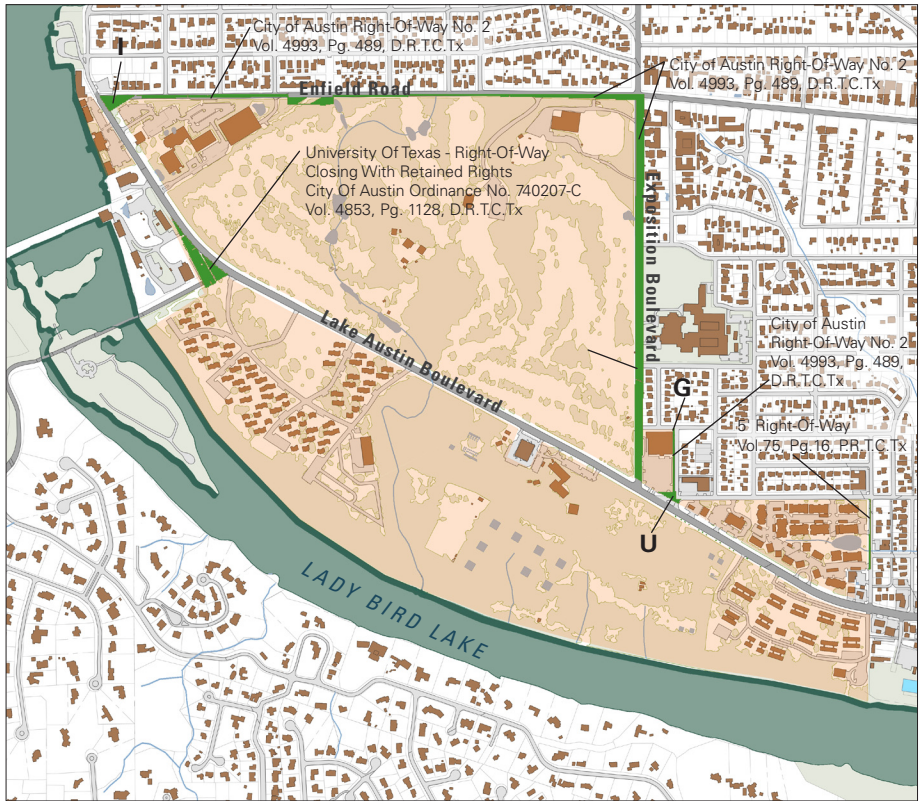 I
City of Austin Right-Of-Way No. 2
Vol. 4993, Pg. 489, D.R.T.C.Tx
City of Austin Right-Of-Way No. 2
Vol. 4993, Pg. 489, D.R.T.C.Tx
Enfield Road
University Of Texas - Right-Of-Way
Closing With Retained Rights
City Of Austin Ordinance No. 740207-C
Vol. 4853, Pg. 1128, D.R.T.C,Tx
Exposition Boulevard
Lake Austin Boulevard
City of Austin
Right-Of-Way No. 2
Vol. 4993, Pg. 489,
D.R.T.C.Tx
G
5' Right-Of-Way
Vol.75, Pg.16, P.R.T.C.Tx
U
LADY BIRD LAKE